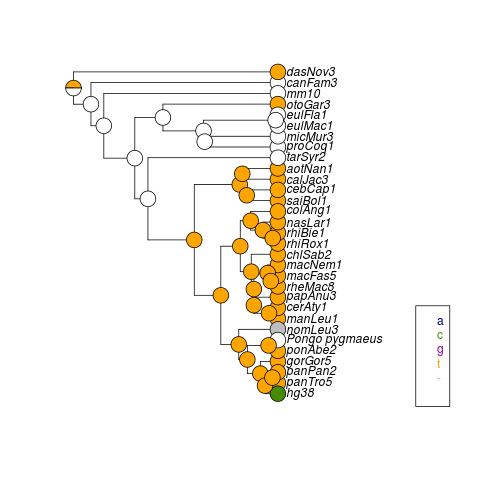 dasNov3
canFam3
mm10
otoGar3
eulFla1
eulMac1
micMur3
proCoq1
tarSyr2
aotNan1
calJac3
cebCap1
saiBol1
colAng1
nasLar1
rhiBie1
rhiRox1
chlSab2
macNem1
macFas5
rheMac8
papAnu3
cerAty1
manLeu1
nomLeu3
Pongo pygmaeus
ponAbe2
gorGor5
panPan2
panTro5
hg38
a
c
g
t
-